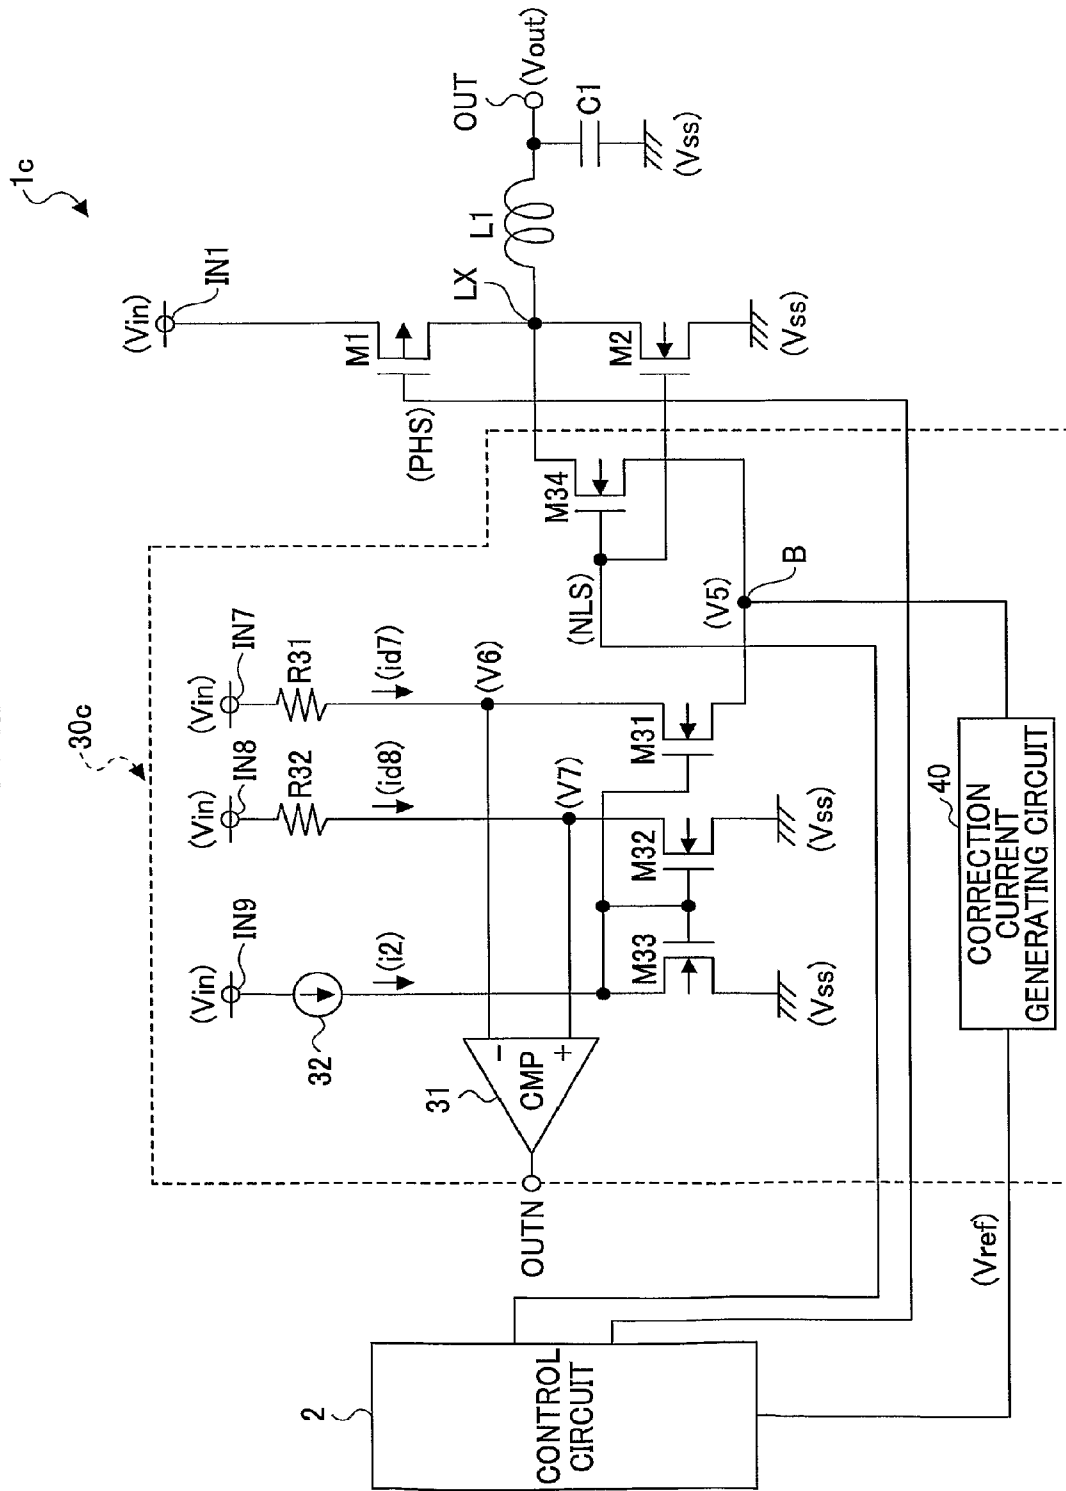 1c
(Vin)
IN1
M1
(PHS)
LX
L1
OUT
(Vout)
C1
(Vss)
M2
(Vss)
30c
(Vin)
IN7
R31
(id7)
(V6)
(Vin)
IN8
R32
(id8)
(V7)
(Vin)
IN9
32
(i2)
M34
(NLS)
(V5)
B
M31
M32
M33
(Vss)
(Vss)
31
CMP
−
+
OUTN
2
CONTROL
CIRCUIT
(Vref)
40
CORRECTION
CURRENT
GENERATING CIRCUIT